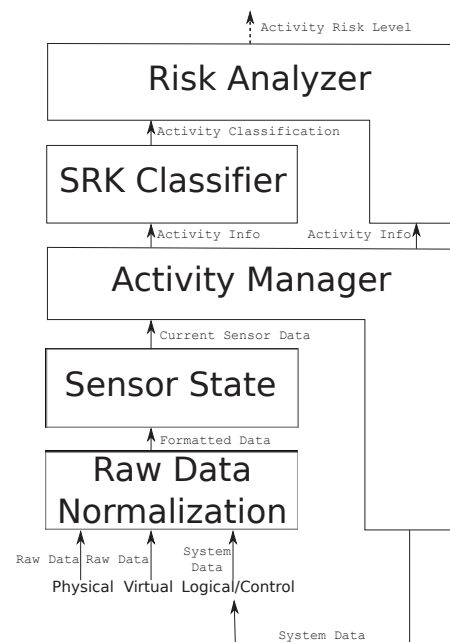 Activity Risk Level
Risk Analyzer
Activity Classification
SRK Classifier
Activity Info
Activity Info
Activity Manager
Current Sensor Data
Sensor State
Formatted Data
Raw Data
Normalization
Raw Data
Raw Data
System
Data
Physical
Virtual
Logical/Control
System Data